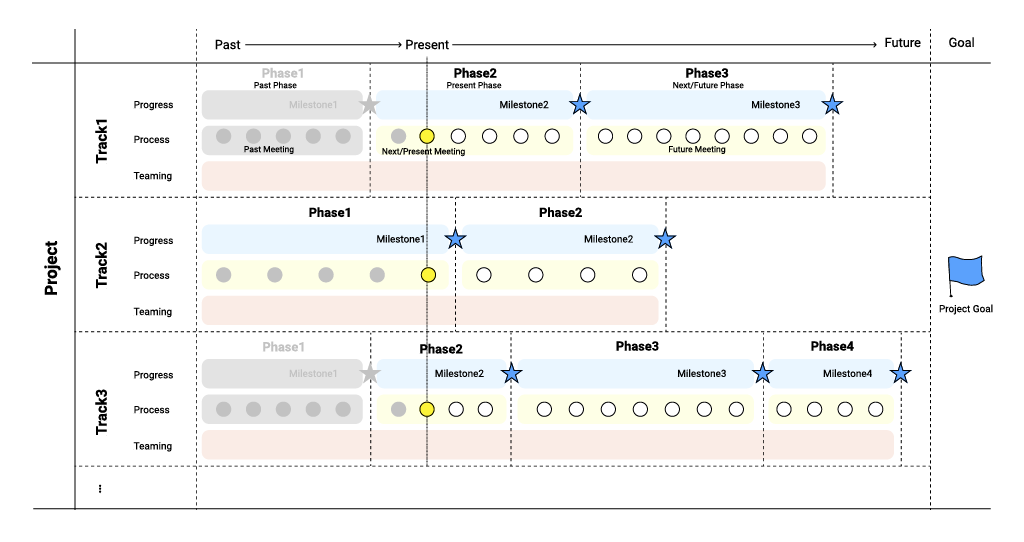 Past
Present
Future
Goal
Project
Track1
Phase1
Past Phase
Phase2
Present Phase
Phase3
Next/Future Phase
Progress
Milestone1
Milestone2
Milestone3
Process
Past Meeting
Next/Present Meeting
Future Meeting
Teaming
Track2
Phase1
Phase2
Progress
Milestone1
Milestone2
Process
Teaming
Project Goal
Track3
Phase1
Phase2
Phase3
Phase4
Progress
Milestone1
Milestone2
Milestone3
Milestone4
Process
Teaming
...